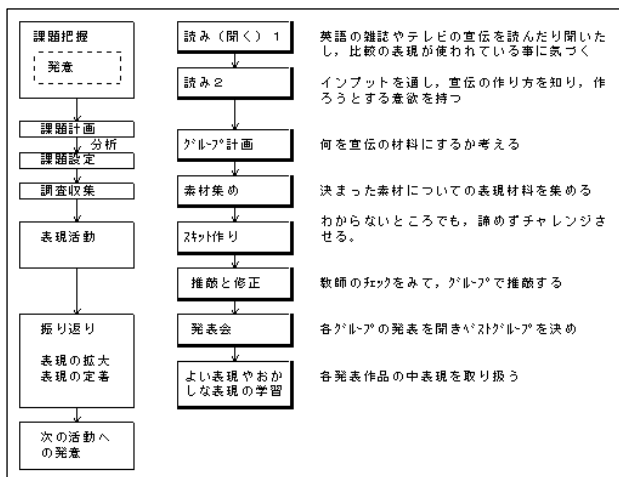 課題把握
発意
課題計画
分析
課題設定
調査収集
表現活動
振り返り
表現の拡大
表現の定着
次の活動へ
の発意
読み（聞く）１
読み２
ｸﾞﾙｰﾌﾟ計画
素材集め
ｽｷｯﾄ作り
推敲と修正
発表会
よい表現やおか
しな表現の学習
英語の雑誌やテレビの宣伝を読んだり聞いた
し，比較の表現が使われている事に気づく
インプットを通し，宣伝の作り方を知り，作
ろうとする意欲を持つ
何を宣伝の材料にするか考える
決まった素材についての表現材料を集める
わからないところでも，諦めずチャレンジさ
せる。
教師のﾁｪｯｸをみて，ｸﾞﾙｰﾌﾟで推敲する
各ｸﾞﾙｰﾌﾟの発表を聞きﾍﾞｽﾄｸﾞﾙｰﾌﾟを決め
各発表作品の中表現を取り扱う